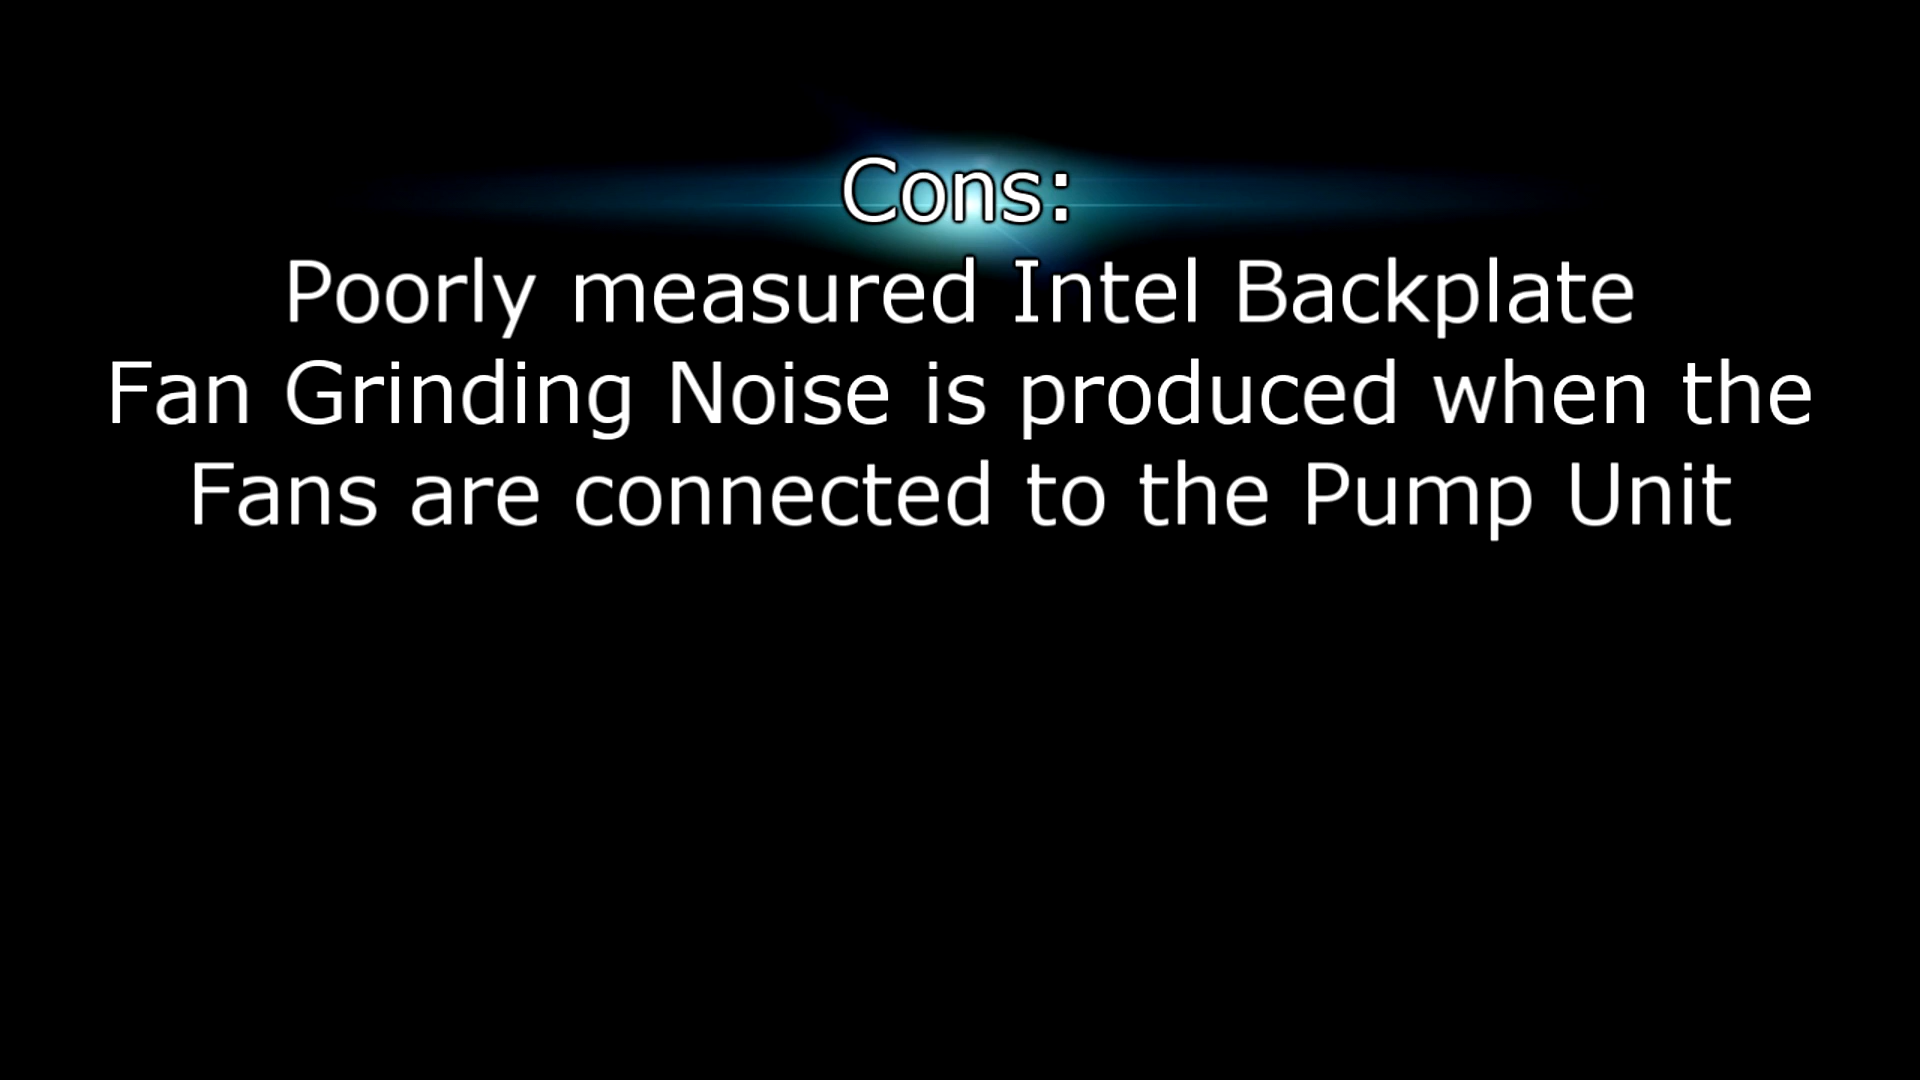 Cons:
Poorly measured Intel Backplate
Fan Grinding Noise is produced when the
Fans are connected to the Pump Unit